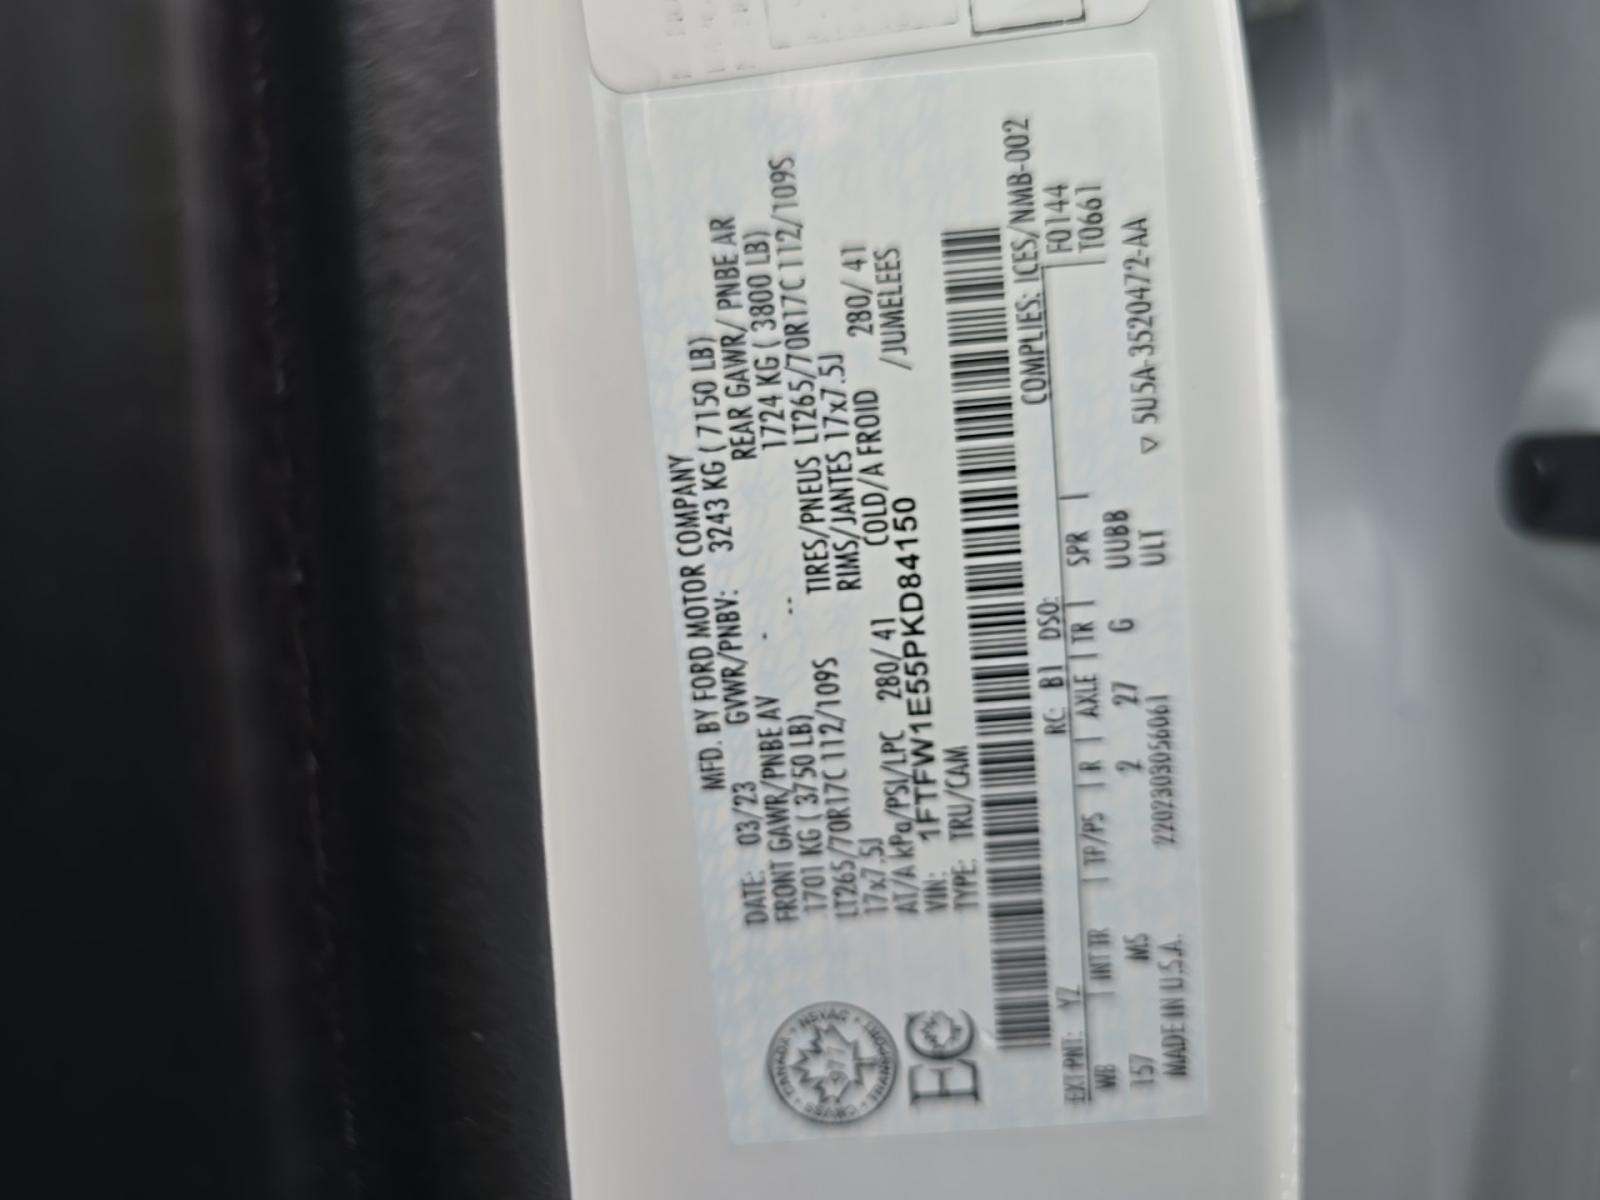 MFD. BY FORD MOTOR COMPANY
DATE: 03/23 GVWR/PNBV: 3243 KG ( 7150 LB)
FRONT GAWR/PNBE AV REAR GAWR/ PNBE AR
1701 KG ( 3750 LB) 1724 KG ( 3800 LB)
LT265/70R17C 112/109S TIRES/PNEUS LT265/70R17C 112/109S
17x7.5J RIMS/JANTES 17x7.5J
AT/A kPa/PSI/LPC 280/ 41 COLD/A FROID 280/ 41
VIN: 1FTFW1E55PKD84150 /JUMELEES
TYPE: TRU/CAM
CANADA
977
EC
COMPLIES: ICES/NMB-002
EXT PNT: YZ RC: B1 DSO: F0144
WB INT TR TP/PS R AXLE TR SPR T0661
157 MS 2 27 G UUBB
MADE IN U.S.A. 2202303056061 ULT
▽ 5U5A-3520472-AA